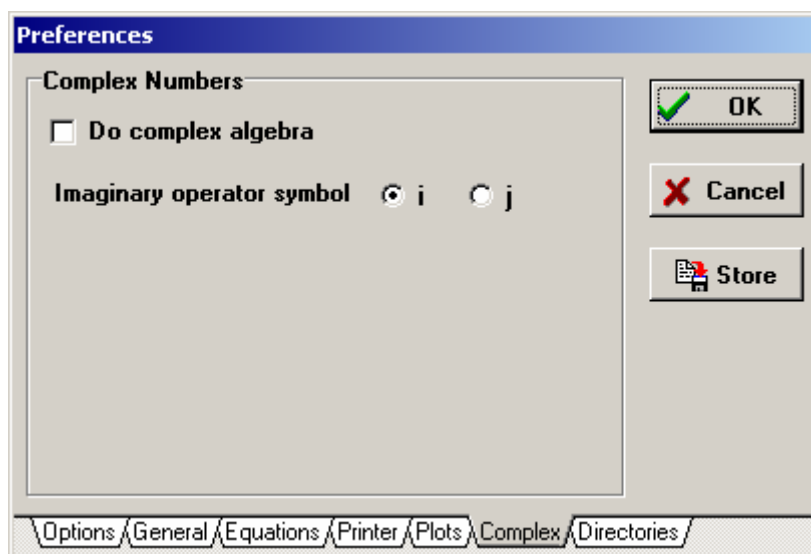 Preferences
Complex Numbers
Do complex algebra
Imaginary operator symbol i j
OK
Cancel
Store
Options General Equations Printer Plots Complex Directories